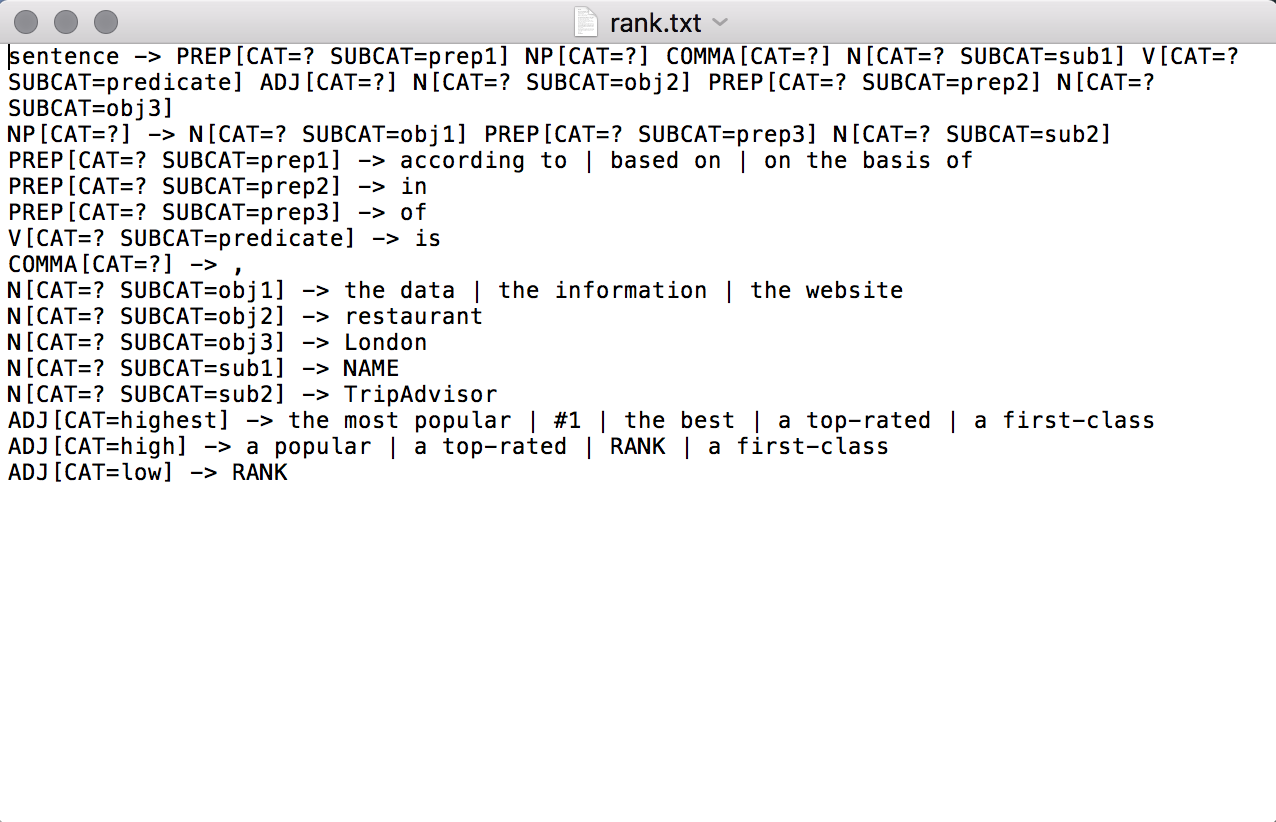 rank.txt
sentence -> PREP[CAT=? SUBCAT=prep1] NP[CAT=?] COMMA[CAT=?] N[CAT=? SUBCAT=sub1] V[CAT=?
SUBCAT=predicate] ADJ[CAT=?] N[CAT=? SUBCAT=obj2] PREP[CAT=? SUBCAT=prep2] N[CAT=?
SUBCAT=obj3]
NP[CAT=?] -> N[CAT=? SUBCAT=obj1] PREP[CAT=? SUBCAT=prep3] N[CAT=? SUBCAT=sub2]
PREP[CAT=? SUBCAT=prep1] -> according to | based on | on the basis of
PREP[CAT=? SUBCAT=prep2] -> in
PREP[CAT=? SUBCAT=prep3] -> of
V[CAT=? SUBCAT=predicate] -> is
COMMA[CAT=?] -> ,
N[CAT=? SUBCAT=obj1] -> the data | the information | the website
N[CAT=? SUBCAT=obj2] -> restaurant
N[CAT=? SUBCAT=obj3] -> London
N[CAT=? SUBCAT=sub1] -> NAME
N[CAT=? SUBCAT=sub2] -> TripAdvisor
ADJ[CAT=highest] -> the most popular | #1 | the best | a top-rated | a first-class
ADJ[CAT=high] -> a popular | a top-rated | RANK | a first-class
ADJ[CAT=low] -> RANK